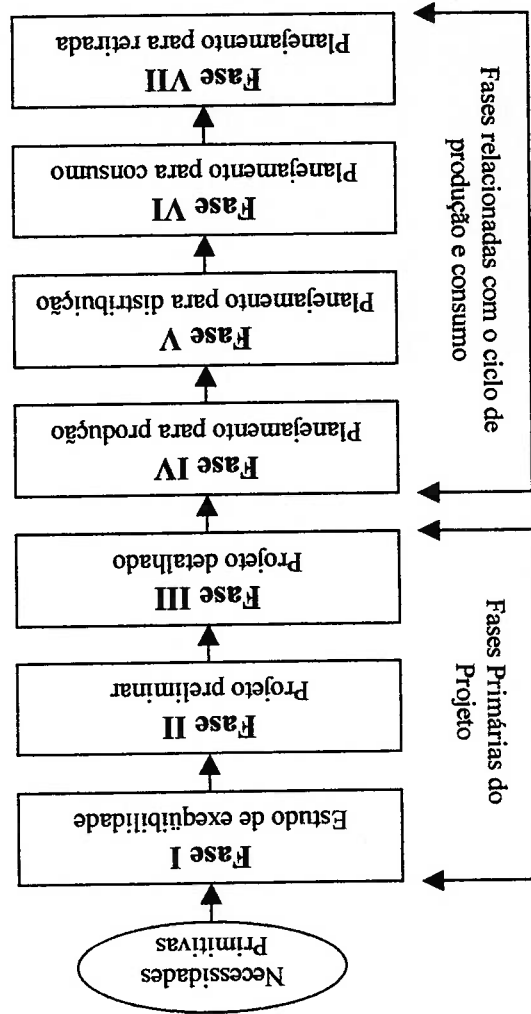 Necessidades
Primitivas
Fase I
Estudo de exeqüibilidade
Fase II
Projeto preliminar
Fase III
Projeto detalhado
Fase IV
Planejamento para produção
Fase V
Planejamento para distribuição
Fase VI
Planejamento para consumo
Fase VII
Planejamento para retirada
Fases Primárias do
Projeto
Fases relacionadas com o ciclo de
produção e consumo